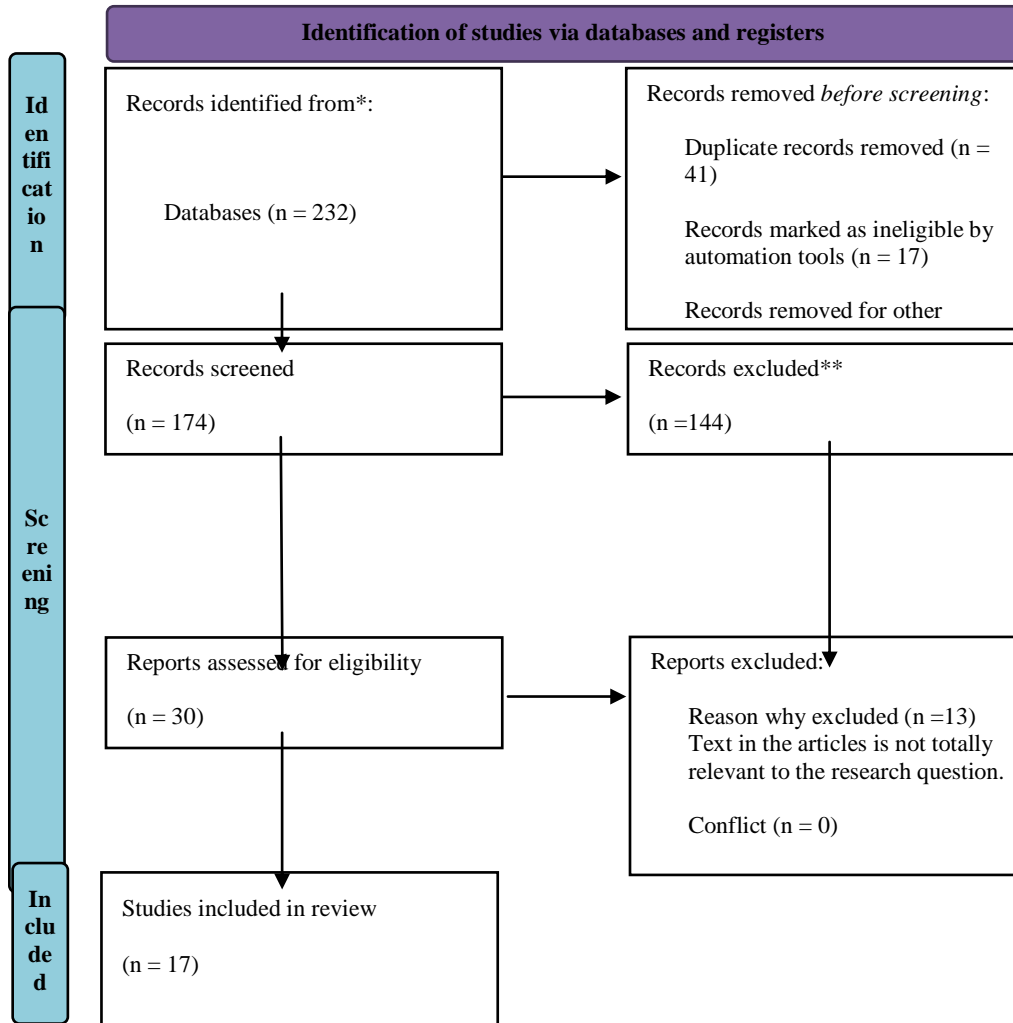 Identification of studies via databases and registers
Id
en
tifi
cat
io
n
Records identified from*:
Databases (n = 232)
Records removed before screening:
Duplicate records removed (n =
41)
Records marked as ineligible by
automation tools (n = 17)
Records removed for other
Sc
re
eni
ng
Records screened
(n = 174)
Records excluded**
(n =144)
Reports assessed for eligibility
(n = 30)
Reports excluded:
Reason why excluded (n =13)
Text in the articles is not totally
relevant to the research question.
Conflict (n = 0)
In
clu
de
d
Studies included in review
(n = 17)